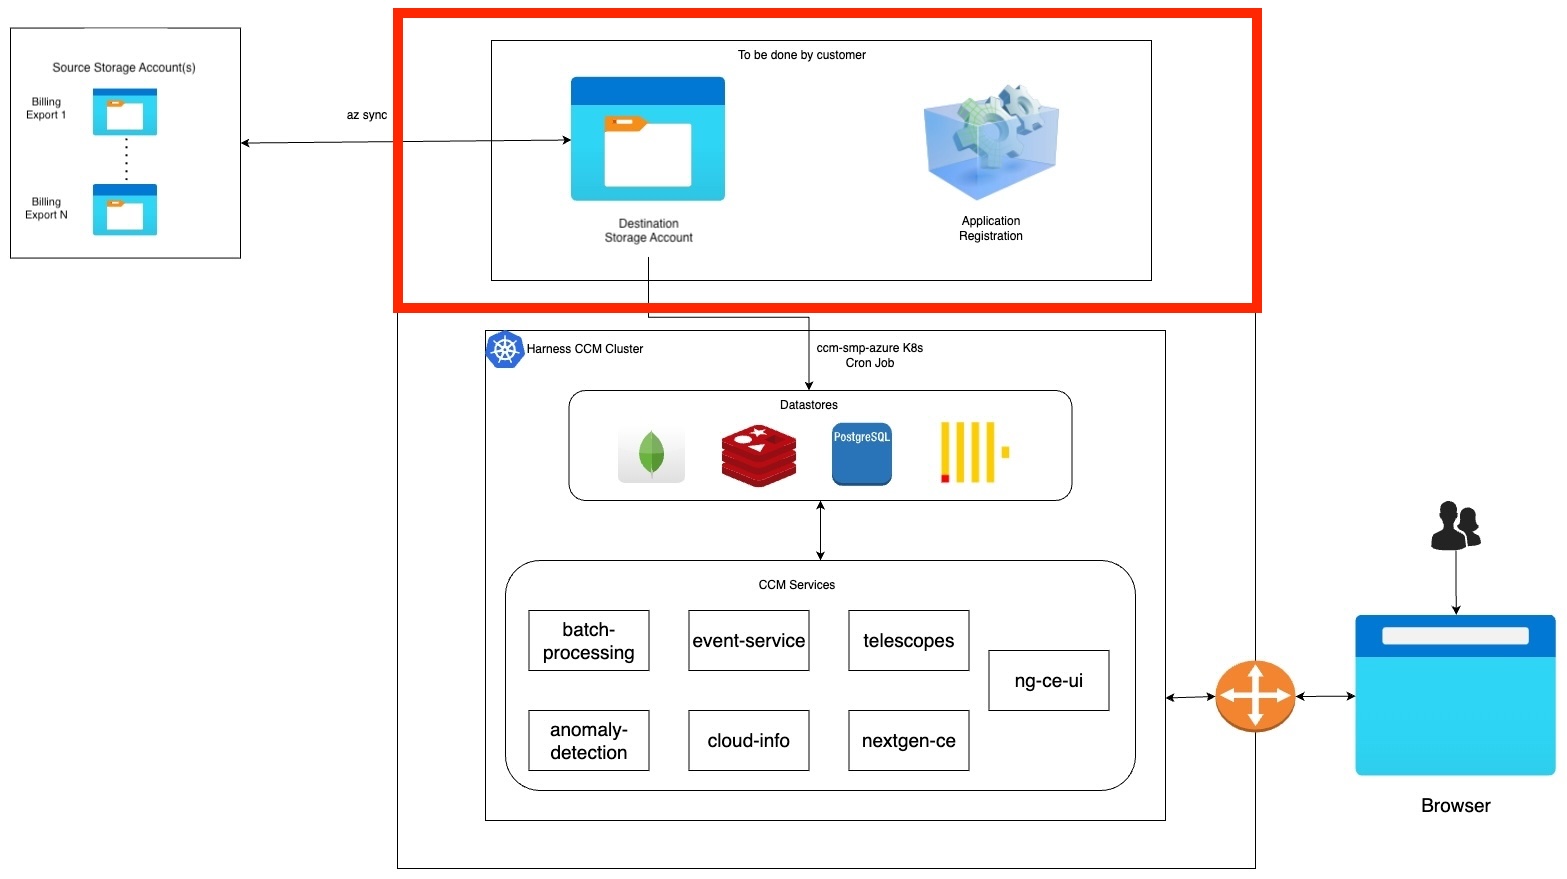 To be done by customer
Source Storage Account(s)
Billing
Export 1
az sync
Billing
Export N
Destination
Storage Account
Application
Registration
Harness CCM Cluster
ccm-smp-azure K8s
Cron Job
Datastores
PostgreSQL
CCM Services
batch-
processing
event-service
telescopes
ng-ce-ui
anomaly-
detection
cloud-info
nextgen-ce
Browser